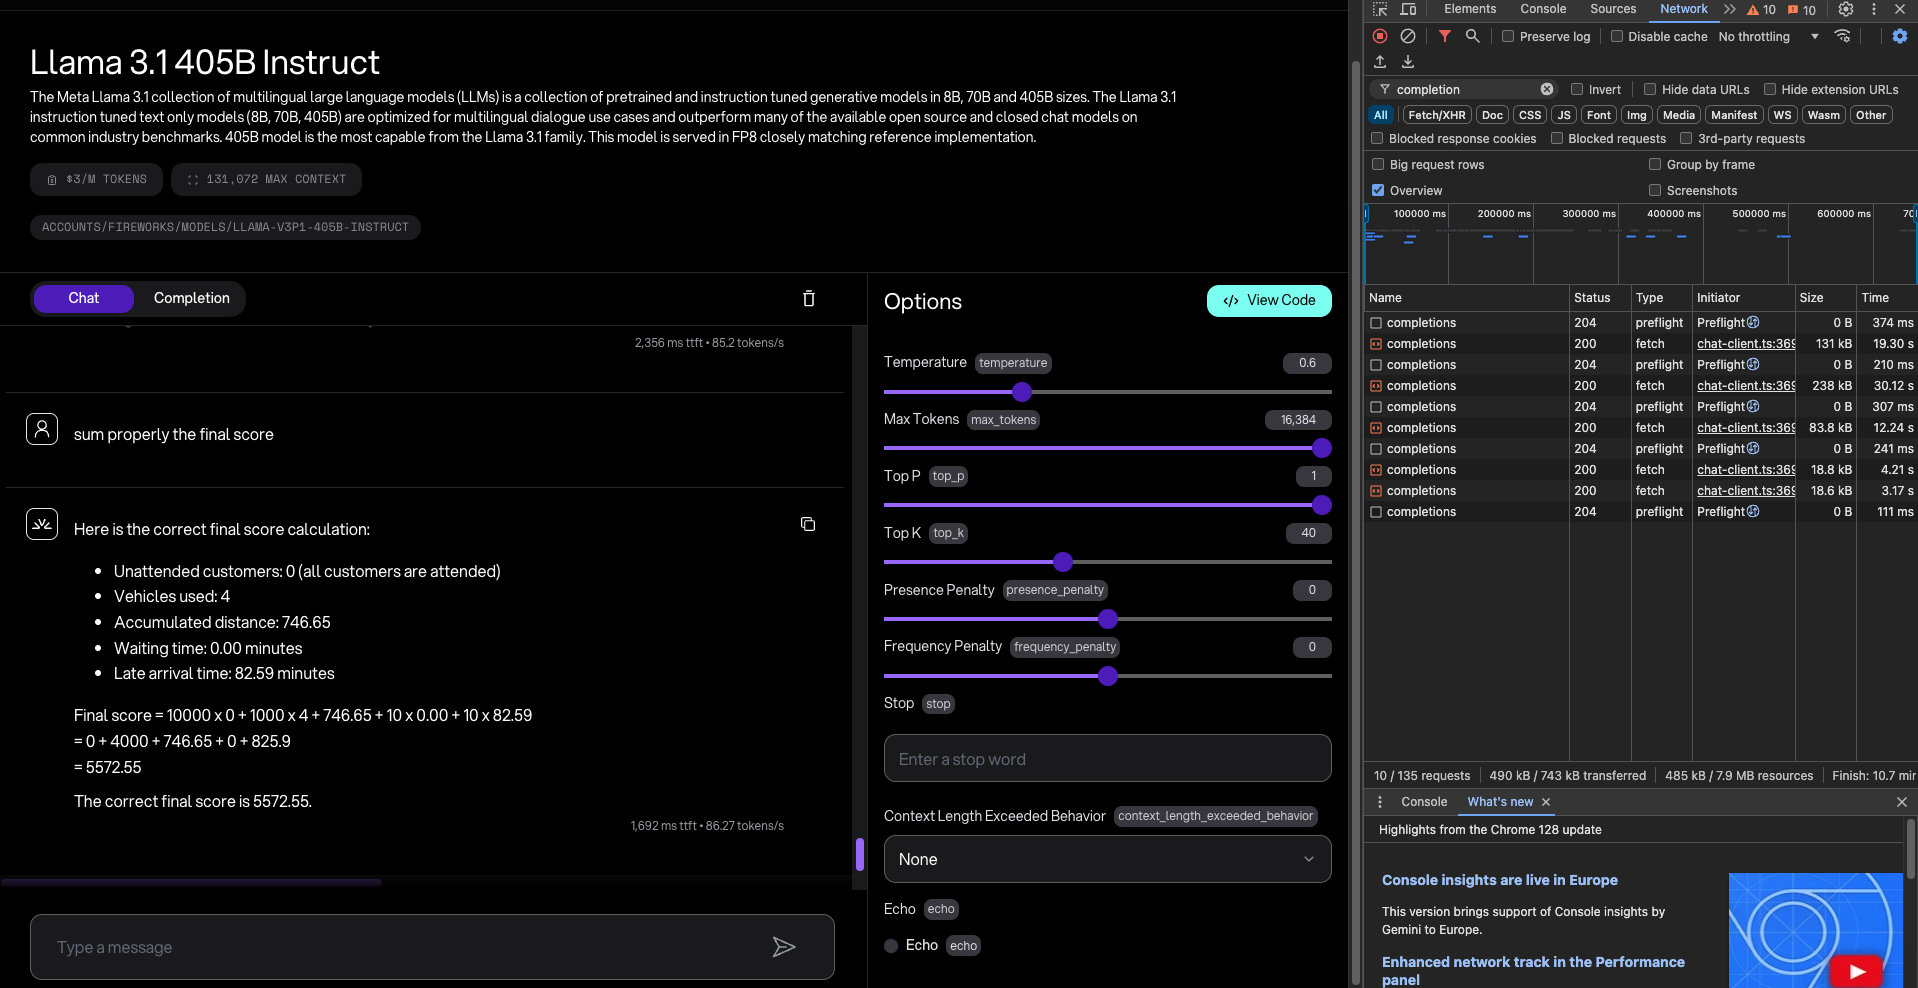 Llama 3.1 405B Instruct
The Meta Llama 3.1 collection of multilingual large language models (LLMs) is a collection of pretrained and instruction tuned generative models in 8B, 70B and 405B sizes. The Llama 3.1
instruction tuned text only models (8B, 70B, 405B) are optimized for multilingual dialogue use cases and outperform many of the available open source and closed chat models on
common industry benchmarks. 405B model is the most capable from the Llama 3.1 family. This model is served in FP8 closely matching reference implementation.
$3/M TOKENS 131,072 MAX CONTEXT
ACCOUNTS/FIREWORKS/MODELS/LLAMA-V3P1-405B-INSTRUCT
Chat Completion
2,356 ms ttft • 85.2 tokens/s
sum properly the final score
Here is the correct final score calculation:
• Unattended customers: 0 (all customers are attended)
• Vehicles used: 4
• Accumulated distance: 746.65
• Waiting time: 0.00 minutes
• Late arrival time: 82.59 minutes
Final score = 10000 x 0 + 1000 x 4 + 746.65 + 10 x 0.00 + 10 x 82.59
= 0 + 4000 + 746.65 + 0 + 825.9
= 5572.55
The correct final score is 5572.55.
1,692 ms ttft • 86.27 tokens/s
Type a message
Options
</> View Code
Temperature temperature 0.6
Max Tokens max_tokens 16,384
Top P top_p 1
Top K top_k 40
Presence Penalty presence_penalty 0
Frequency Penalty frequency_penalty 0
Stop stop
Enter a stop word
Context Length Exceeded Behavior context_length_exceeded_behavior
None
Echo echo
Echo echo
Elements Console Sources Network 10 10
Preserve log Disable cache No throttling
completion Invert Hide data URLs Hide extension URLs
All Fetch/XHR Doc CSS JS Font Img Media Manifest WS Wasm Other
Blocked response cookies Blocked requests 3rd-party requests
Big request rows Group by frame
Overview Screenshots
100000 ms 200000 ms 300000 ms 400000 ms 500000 ms 600000 ms 70
Name Status Type Initiator Size Time
completions 204 preflight Preflight 0 B 374 ms
completions 200 fetch chat-client.ts:369 131 kB 19.30 s
completions 204 preflight Preflight 0 B 210 ms
completions 200 fetch chat-client.ts:369 238 kB 30.12 s
completions 204 preflight Preflight 0 B 307 ms
completions 200 fetch chat-client.ts:369 83.8 kB 12.24 s
completions 204 preflight Preflight 0 B 241 ms
completions 200 fetch chat-client.ts:369 18.8 kB 4.21 s
completions 200 fetch chat-client.ts:369 18.6 kB 3.17 s
completions 204 preflight Preflight 0 B 111 ms
10 / 135 requests 490 kB / 743 kB transferred 485 kB / 7.9 MB resources Finish: 10.7 mir
Console What's new
Highlights from the Chrome 128 update
Console insights are live in Europe
This version brings support of Console insights by
Gemini to Europe.
Enhanced network track in the Performance
panel